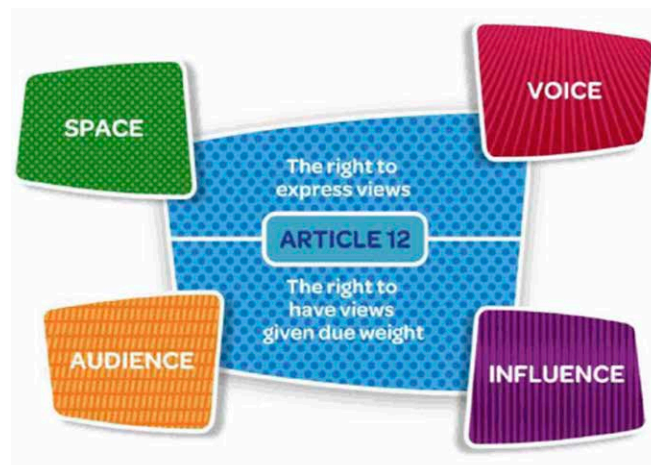 SPACE
VOICE
The right to
express views
ARTICLE 12
The right to
have views
given due weight
AUDIENCE
INFLUENCE